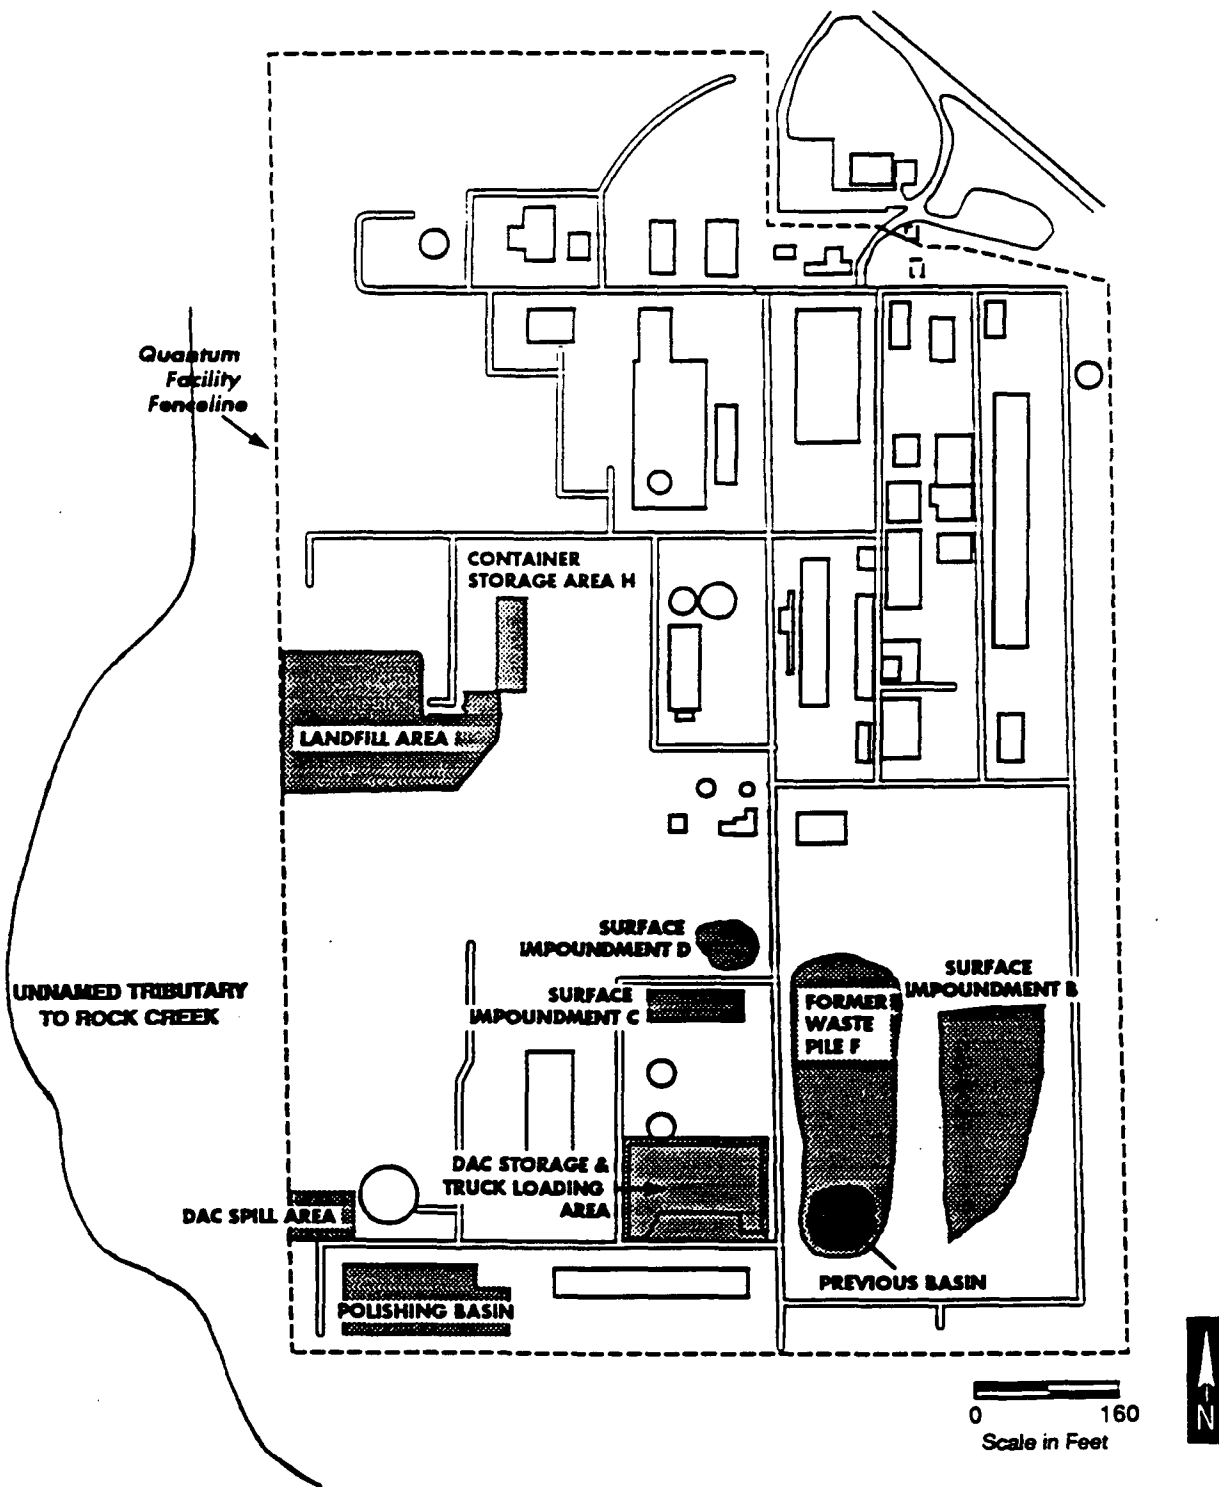 Quantum
Facility
Fenceline
CONTAINER
STORAGE AREA H
LANDFILL AREA I
SURFACE
IMPOUNDMENT D
SURFACE
IMPOUNDMENT B
UNNAMED TRIBUTARY
TO ROCK CREEK
SURFACE
IMPOUNDMENT C
FORMER
WASTE
PILE F
DAC STORAGE &
TRUCK LOADING
AREA
DAC SPILL AREA
PREVIOUS BASIN
POLISHING BASIN
0 160
Scale in Feet
N